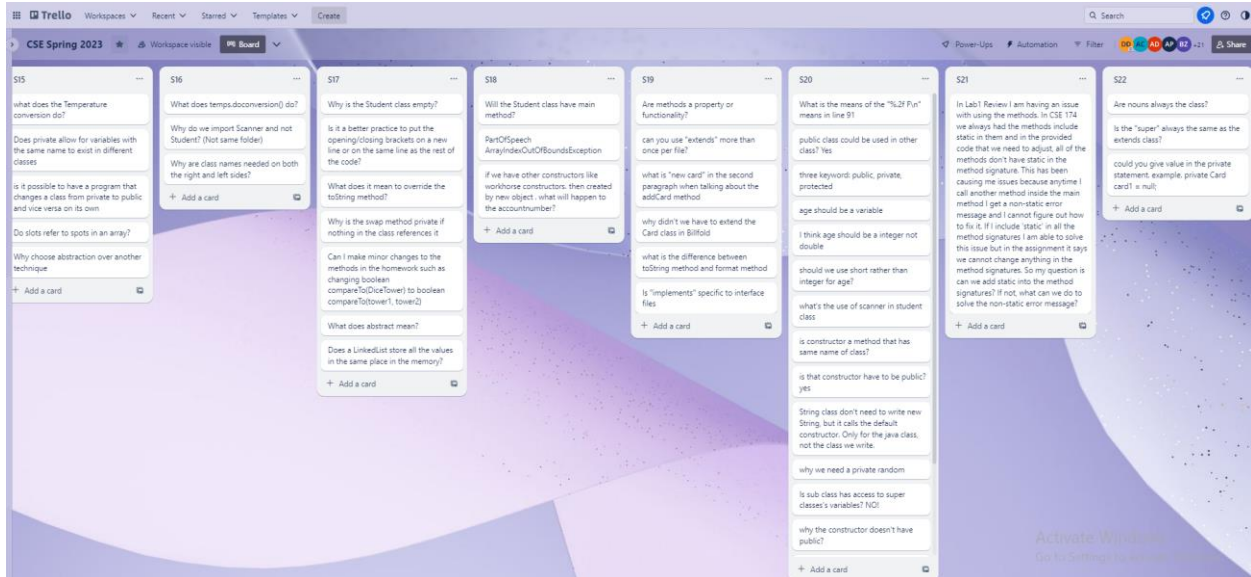 Trello Workspaces Recent Starred Templates Create Search
CSE Spring 2023 Workspace visible Board Power-Ups Automation Filter DD AC AD AP BZ +21 Share
S15
what does the Temperature
conversion do?
Does private allow for variables with
the same name to exist in different
classes
is it possible to have a program that
changes a class from private to public
and vice versa on its own
Do slots refer to spots in an array?
Why choose abstraction over another
technique
+ Add a card
S16
What does temps.doconversion() do?
Why do we import Scanner and not
Student? (Not same folder)
Why are class names needed on both
the right and left sides?
+ Add a card
S17
Why is the Student class empty?
Is it a better practice to put the
opening/closing brackets on a new
line or on the same line as the rest of
the code?
What does it mean to override the
toString method?
Why is the swap method private if
nothing in the class references it
Can I make minor changes to the
methods in the homework such as
changing boolean
compareTo(DiceTower) to boolean
compareTo(tower1, tower2)
What does abstract mean?
Does a LinkedList store all the values
in the same place in the memory?
+ Add a card
S18
Will the Student class have main
method?
PartOfSpeech
ArrayIndexOutOfBoundsException
if we have other constructors like
workhorse constructors. then created
by new object . what will happen to
the accountnumber?
+ Add a card
S19
Are methods a property or
functionality?
can you use "extends" more than
once per file?
what is "new card" in the second
paragraph when talking about the
addCard method
why didn't we have to extend the
Card class in Billfold
what is the difference between
toString method and format method
Is "implements" specific to interface
files
+ Add a card
S20
What is the means of the "%.2f F\n"
means in line 91
public class could be used in other
class? Yes
three keyword: public, private,
protected
age should be a variable
I think age should be a integer not
double
should we use short rather than
integer for age?
what's the use of scanner in student
class
is constructor a method that has
same name of class?
is that constructor have to be public?
yes
String class don't need to write new
String, but it calls the default
constructor. Only for the java class,
not the class we write.
why we need a private random
Is sub class has access to super
classes's variables? NO!
why the constructor doesn't have
public?
+ Add a card
S21
In Lab1 Review I am having an issue
with using the methods. In CSE 174
we always had the methods include
static in them and in the provided
code that we need to adjust, all of the
methods don't have static in the
method signature. This has been
causing me issues because anytime I
call another method inside the main
method I get a non-static error
message and I cannot figure out how
to fix it. If I include 'static' in all the
method signatures I am able to solve
this issue but in the assignment it says
we cannot change anything in the
method signatures. So my question is
can we add static into the method
signatures? If not, what can we do to
solve the non-static error message?
+ Add a card
S22
Are nouns always the class?
Is the "super" always the same as the
extends class?
could you give value in the private
statement. example. private Card
card1 = null;
+ Add a card
Activate Windows
Go to Settings to